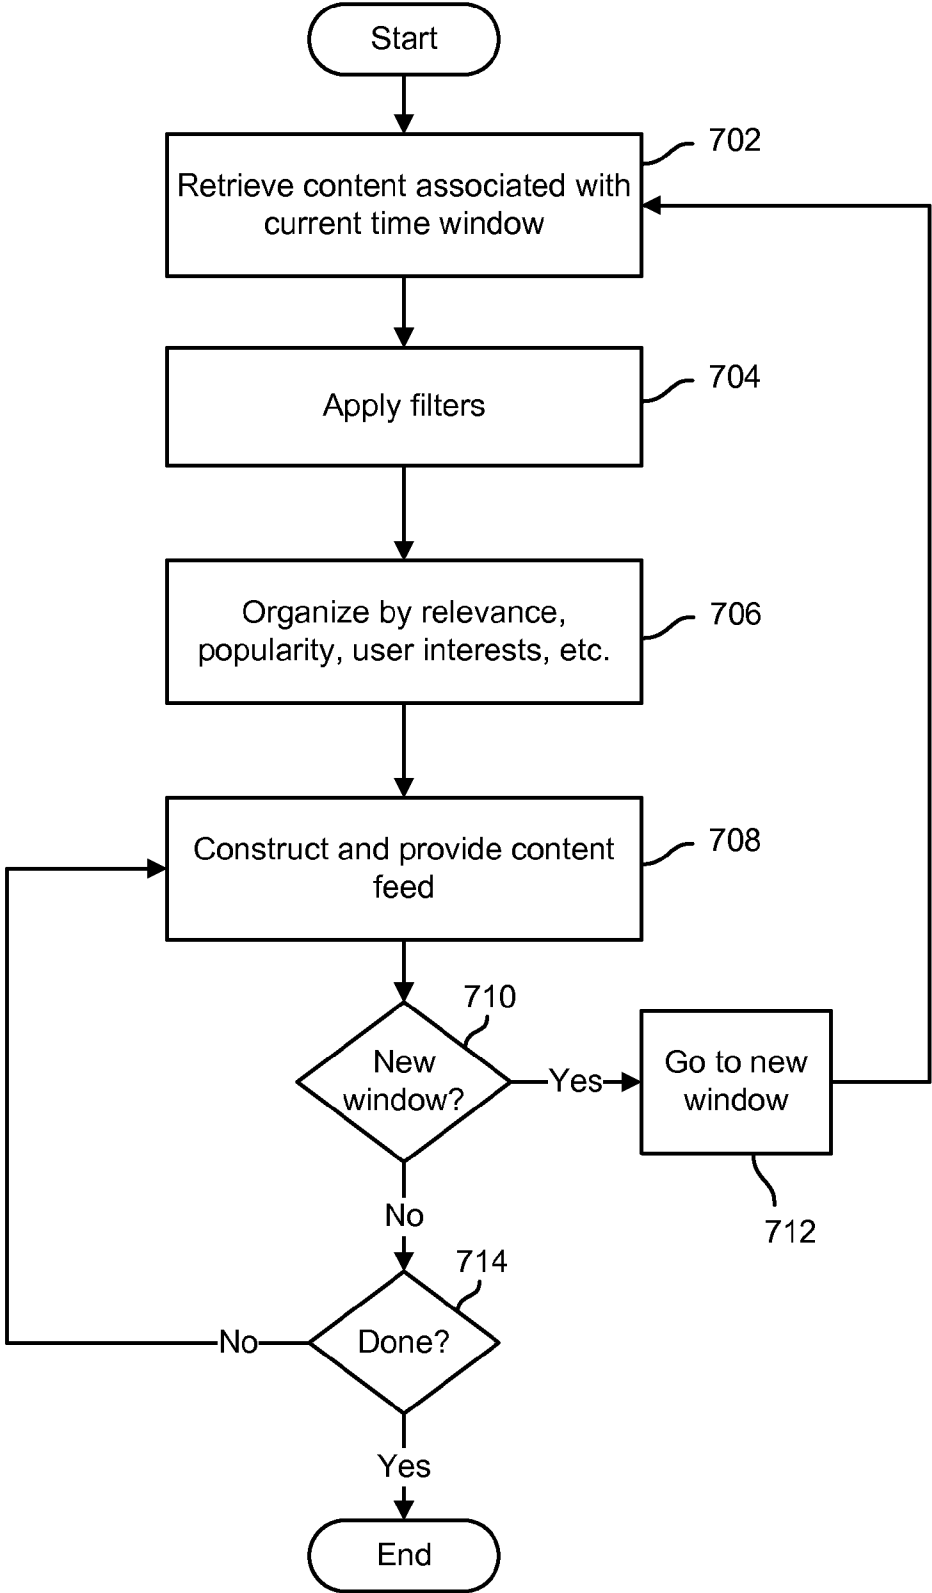 Start
702
Retrieve content associated with
current time window
704
Apply filters
706
Organize by relevance,
popularity, user interests, etc.
708
Construct and provide content
feed
710
New
window?
Yes
Go to new
window
712
No
714
Done?
No
Yes
End